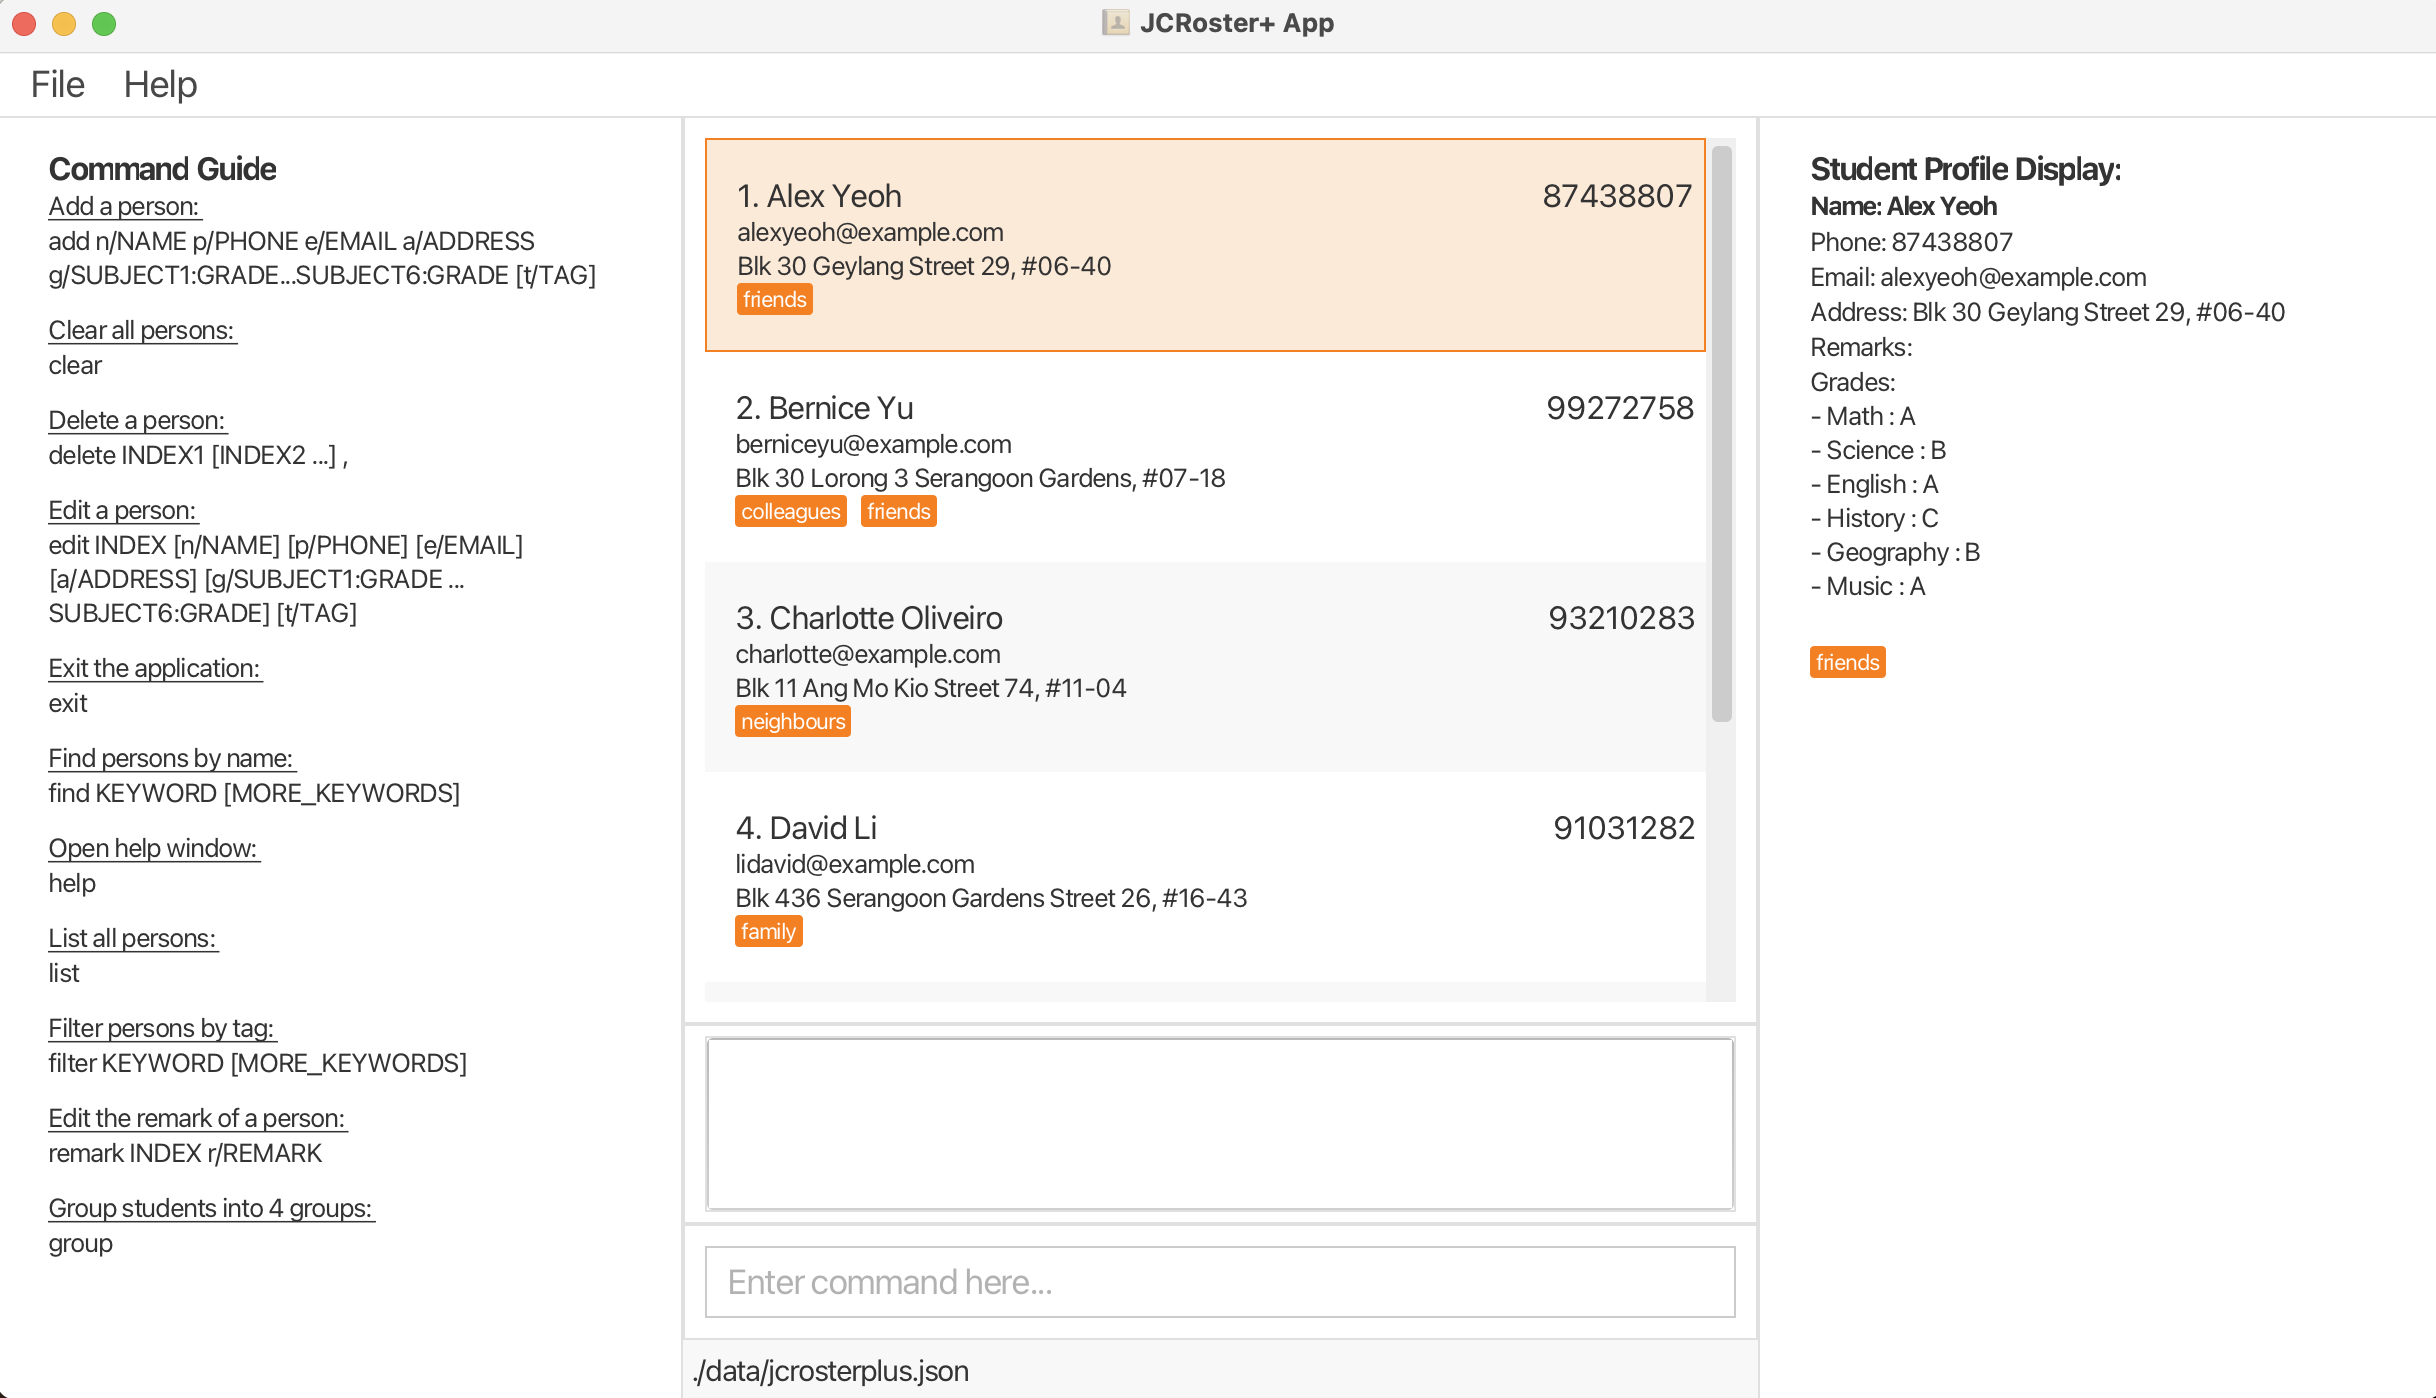 JCRoster+ App
File Help
Command Guide
Add a person:
add n/NAME p/PHONE e/EMAIL a/ADDRESS
g/SUBJECT1:GRADE...SUBJECT6:GRADE [t/TAG]
Clear all persons:
clear
Delete a person:
delete INDEX1 [INDEX2 ...] ,
Edit a person:
edit INDEX [n/NAME] [p/PHONE] [e/EMAIL]
[a/ADDRESS] [g/SUBJECT1:GRADE ...
SUBJECT6:GRADE] [t/TAG]
Exit the application:
exit
Find persons by name:
find KEYWORD [MORE_KEYWORDS]
Open help window:
help
List all persons:
list
Filter persons by tag:
filter KEYWORD [MORE_KEYWORDS]
Edit the remark of a person:
remark INDEX r/REMARK
Group students into 4 groups:
group
1. Alex Yeoh 87438807
alexyeoh@example.com
Blk 30 Geylang Street 29, #06-40
friends
2. Bernice Yu 99272758
berniceyu@example.com
Blk 30 Lorong 3 Serangoon Gardens, #07-18
colleagues friends
3. Charlotte Oliveiro 93210283
charlotte@example.com
Blk 11 Ang Mo Kio Street 74, #11-04
neighbours
4. David Li 91031282
lidavid@example.com
Blk 436 Serangoon Gardens Street 26, #16-43
family
Enter command here...
./data/jcrosterplus.json
Student Profile Display:
Name: Alex Yeoh
Phone: 87438807
Email: alexyeoh@example.com
Address: Blk 30 Geylang Street 29, #06-40
Remarks:
Grades:
- Math : A
- Science : B
- English : A
- History : C
- Geography : B
- Music : A
friends